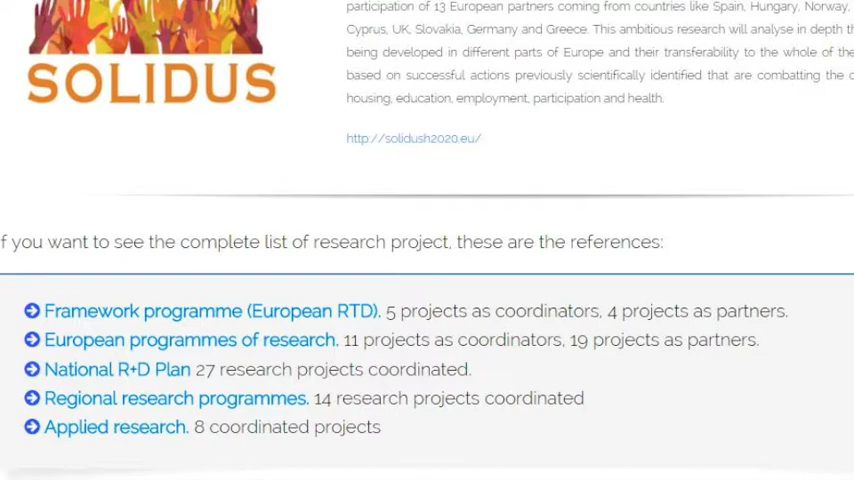 SOLIDUS
participation of 13 European partners coming from countries like Spain, Hungary, Norway,
Cyprus, UK, Slovakia, Germany and Greece. This ambitious research will analyse in depth
being developed in different parts of Europe and their transferability to the whole of
based on successful actions previously scientifically identified that are combatting the
housing, education, employment, participation and health.
http://solidush2020.eu/
f you want to see the complete list of research project, these are the references:
Framework programme (European RTD). 5 projects as coordinators, 4 projects as partners.
European programmes of research. 11 projects as coordinators, 19 projects as partners.
National R+D Plan 27 research projects coordinated.
Regional research programmes. 14 research projects coordinated
Applied research. 8 coordinated projects